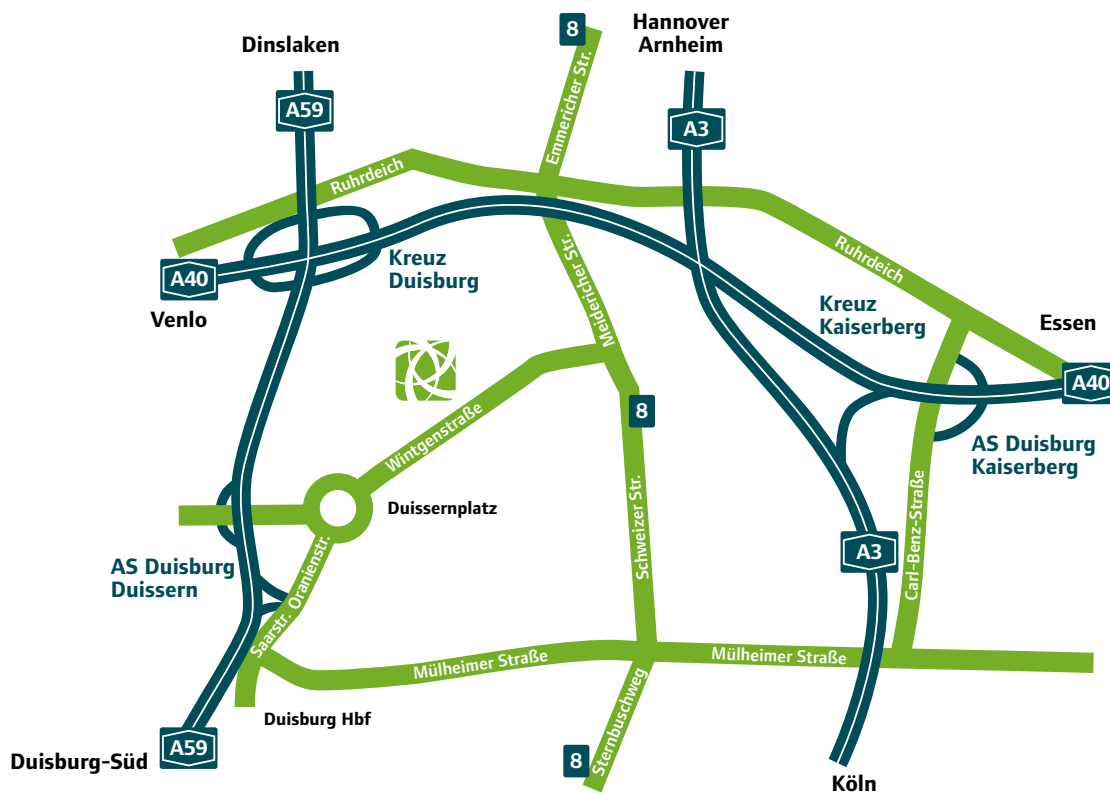 8
Hannover
Arnheim
Dinslaken
A59
Emmericher Str.
A3
Ruhrdeich
Kreuz
Duisburg
A40
Venlo
Meidericher Str.
Ruhrdeich
Kreuz
Kaiserberg
Essen
A40
8
Wintgenstraße
AS Duisburg
Kaiserberg
Duissernplatz
Schweizer Str.
Carl-Benz-Straße
A3
AS Duisburg
Duissern
Oranienstr.
Saarstr.
Mülheimer Straße
Mülheimer Straße
Duisburg Hbf
Sternbuschweg
A59
Duisburg-Süd
8
Köln